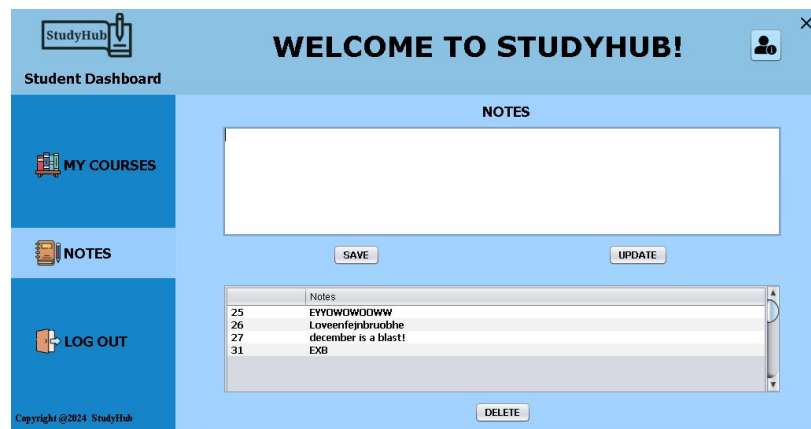 StudyHub
WELCOME TO STUDYHUB!
Student Dashboard
NOTES
MY COURSES
NOTES
SAVE
UPDATE
Notes
25 EYYOWOWOOWW
26 Loveenfejnbruobhe
27 december is a blast!
31 EXB
LOG OUT
DELETE
Copyright @2024 StudyHub